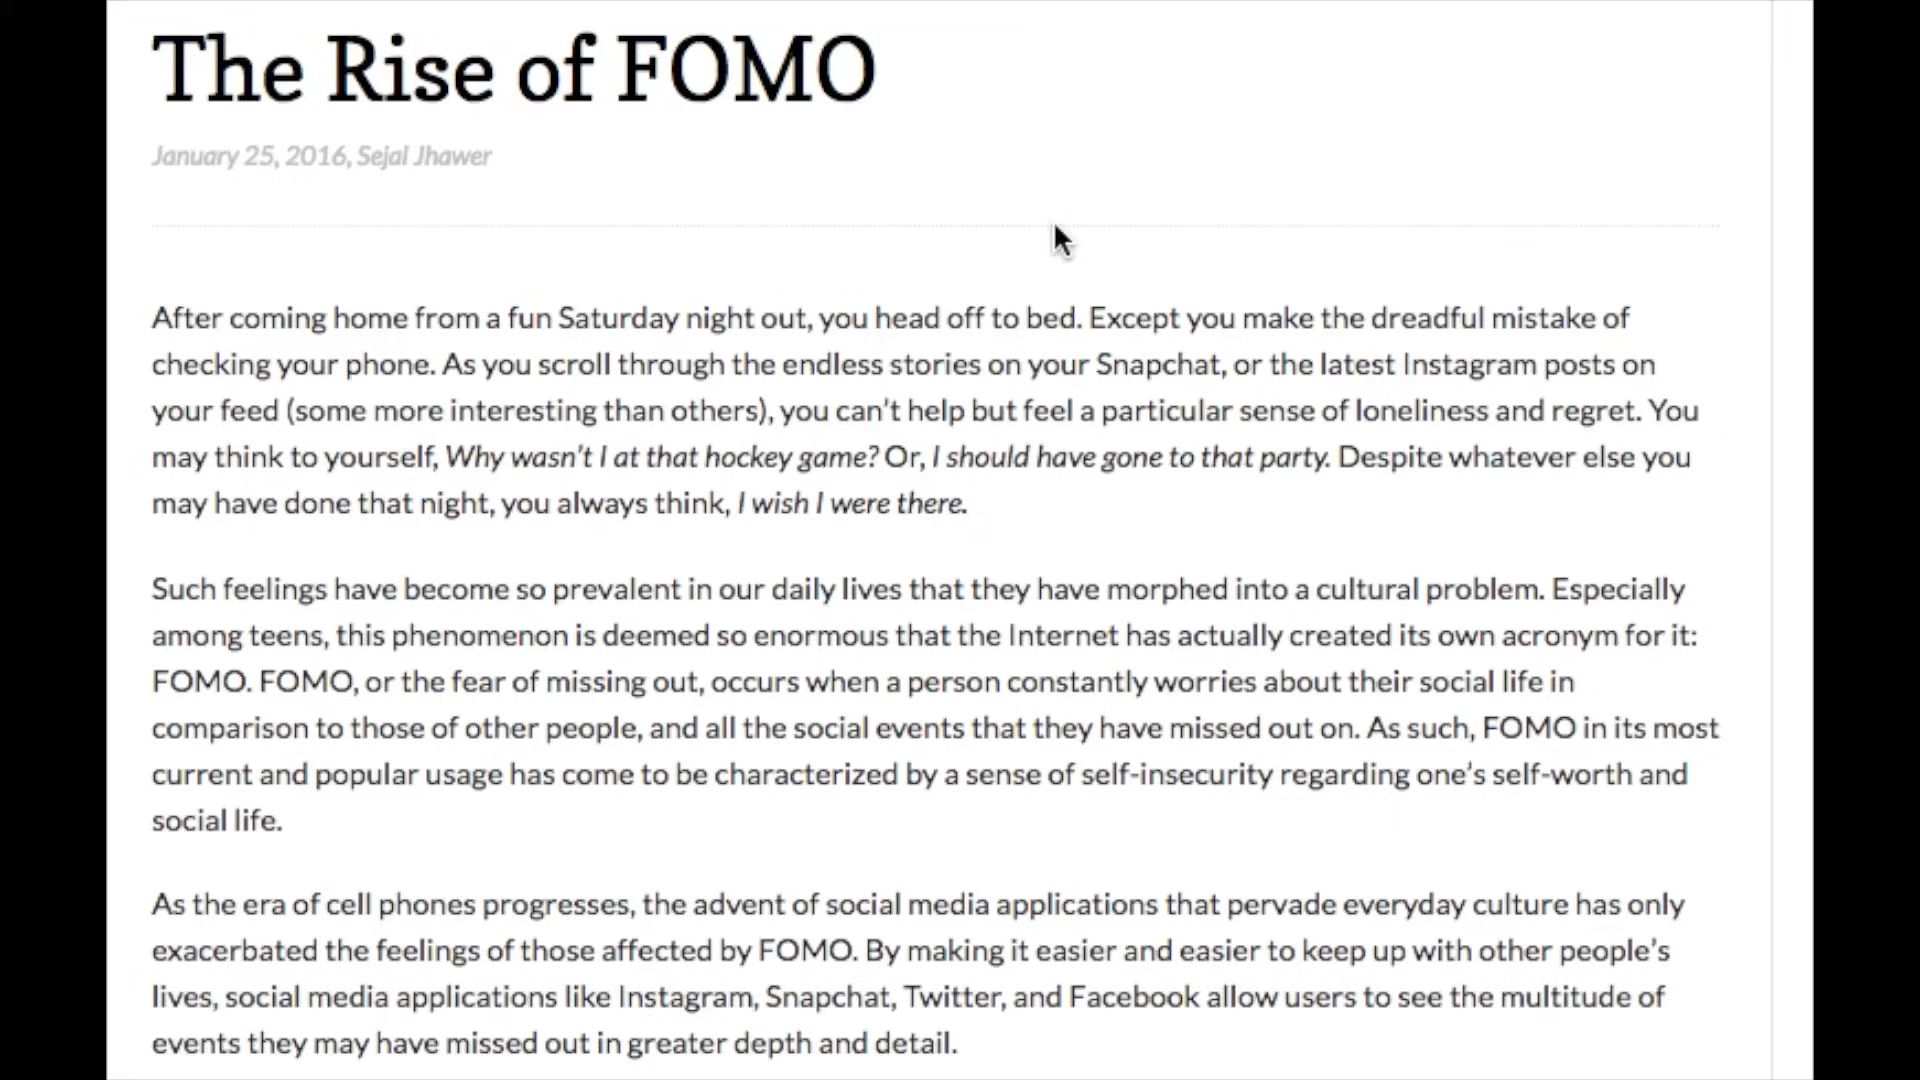 The Rise of FOMO
January 25, 2016, Sejal Jhawer
After coming home from a fun Saturday night out, you head off to bed. Except you make the dreadful mistake of
checking your phone. As you scroll through the endless stories on your Snapchat, or the latest Instagram posts on
your feed (some more interesting than others), you can’t help but feel a particular sense of loneliness and regret. You
may think to yourself, Why wasn’t I at that hockey game? Or, I should have gone to that party. Despite whatever else you
may have done that night, you always think, I wish I were there.
Such feelings have become so prevalent in our daily lives that they have morphed into a cultural problem. Especially
among teens, this phenomenon is deemed so enormous that the Internet has actually created its own acronym for it:
FOMO. FOMO, or the fear of missing out, occurs when a person constantly worries about their social life in
comparison to those of other people, and all the social events that they have missed out on. As such, FOMO in its most
current and popular usage has come to be characterized by a sense of self-insecurity regarding one’s self-worth and
social life.
As the era of cell phones progresses, the advent of social media applications that pervade everyday culture has only
exacerbated the feelings of those affected by FOMO. By making it easier and easier to keep up with other people’s
lives, social media applications like Instagram, Snapchat, Twitter, and Facebook allow users to see the multitude of
events they may have missed out in greater depth and detail.